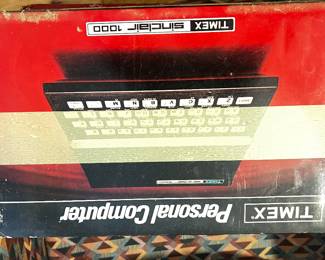 TIMEX Personal Computer
TIMEX sinclair 1000